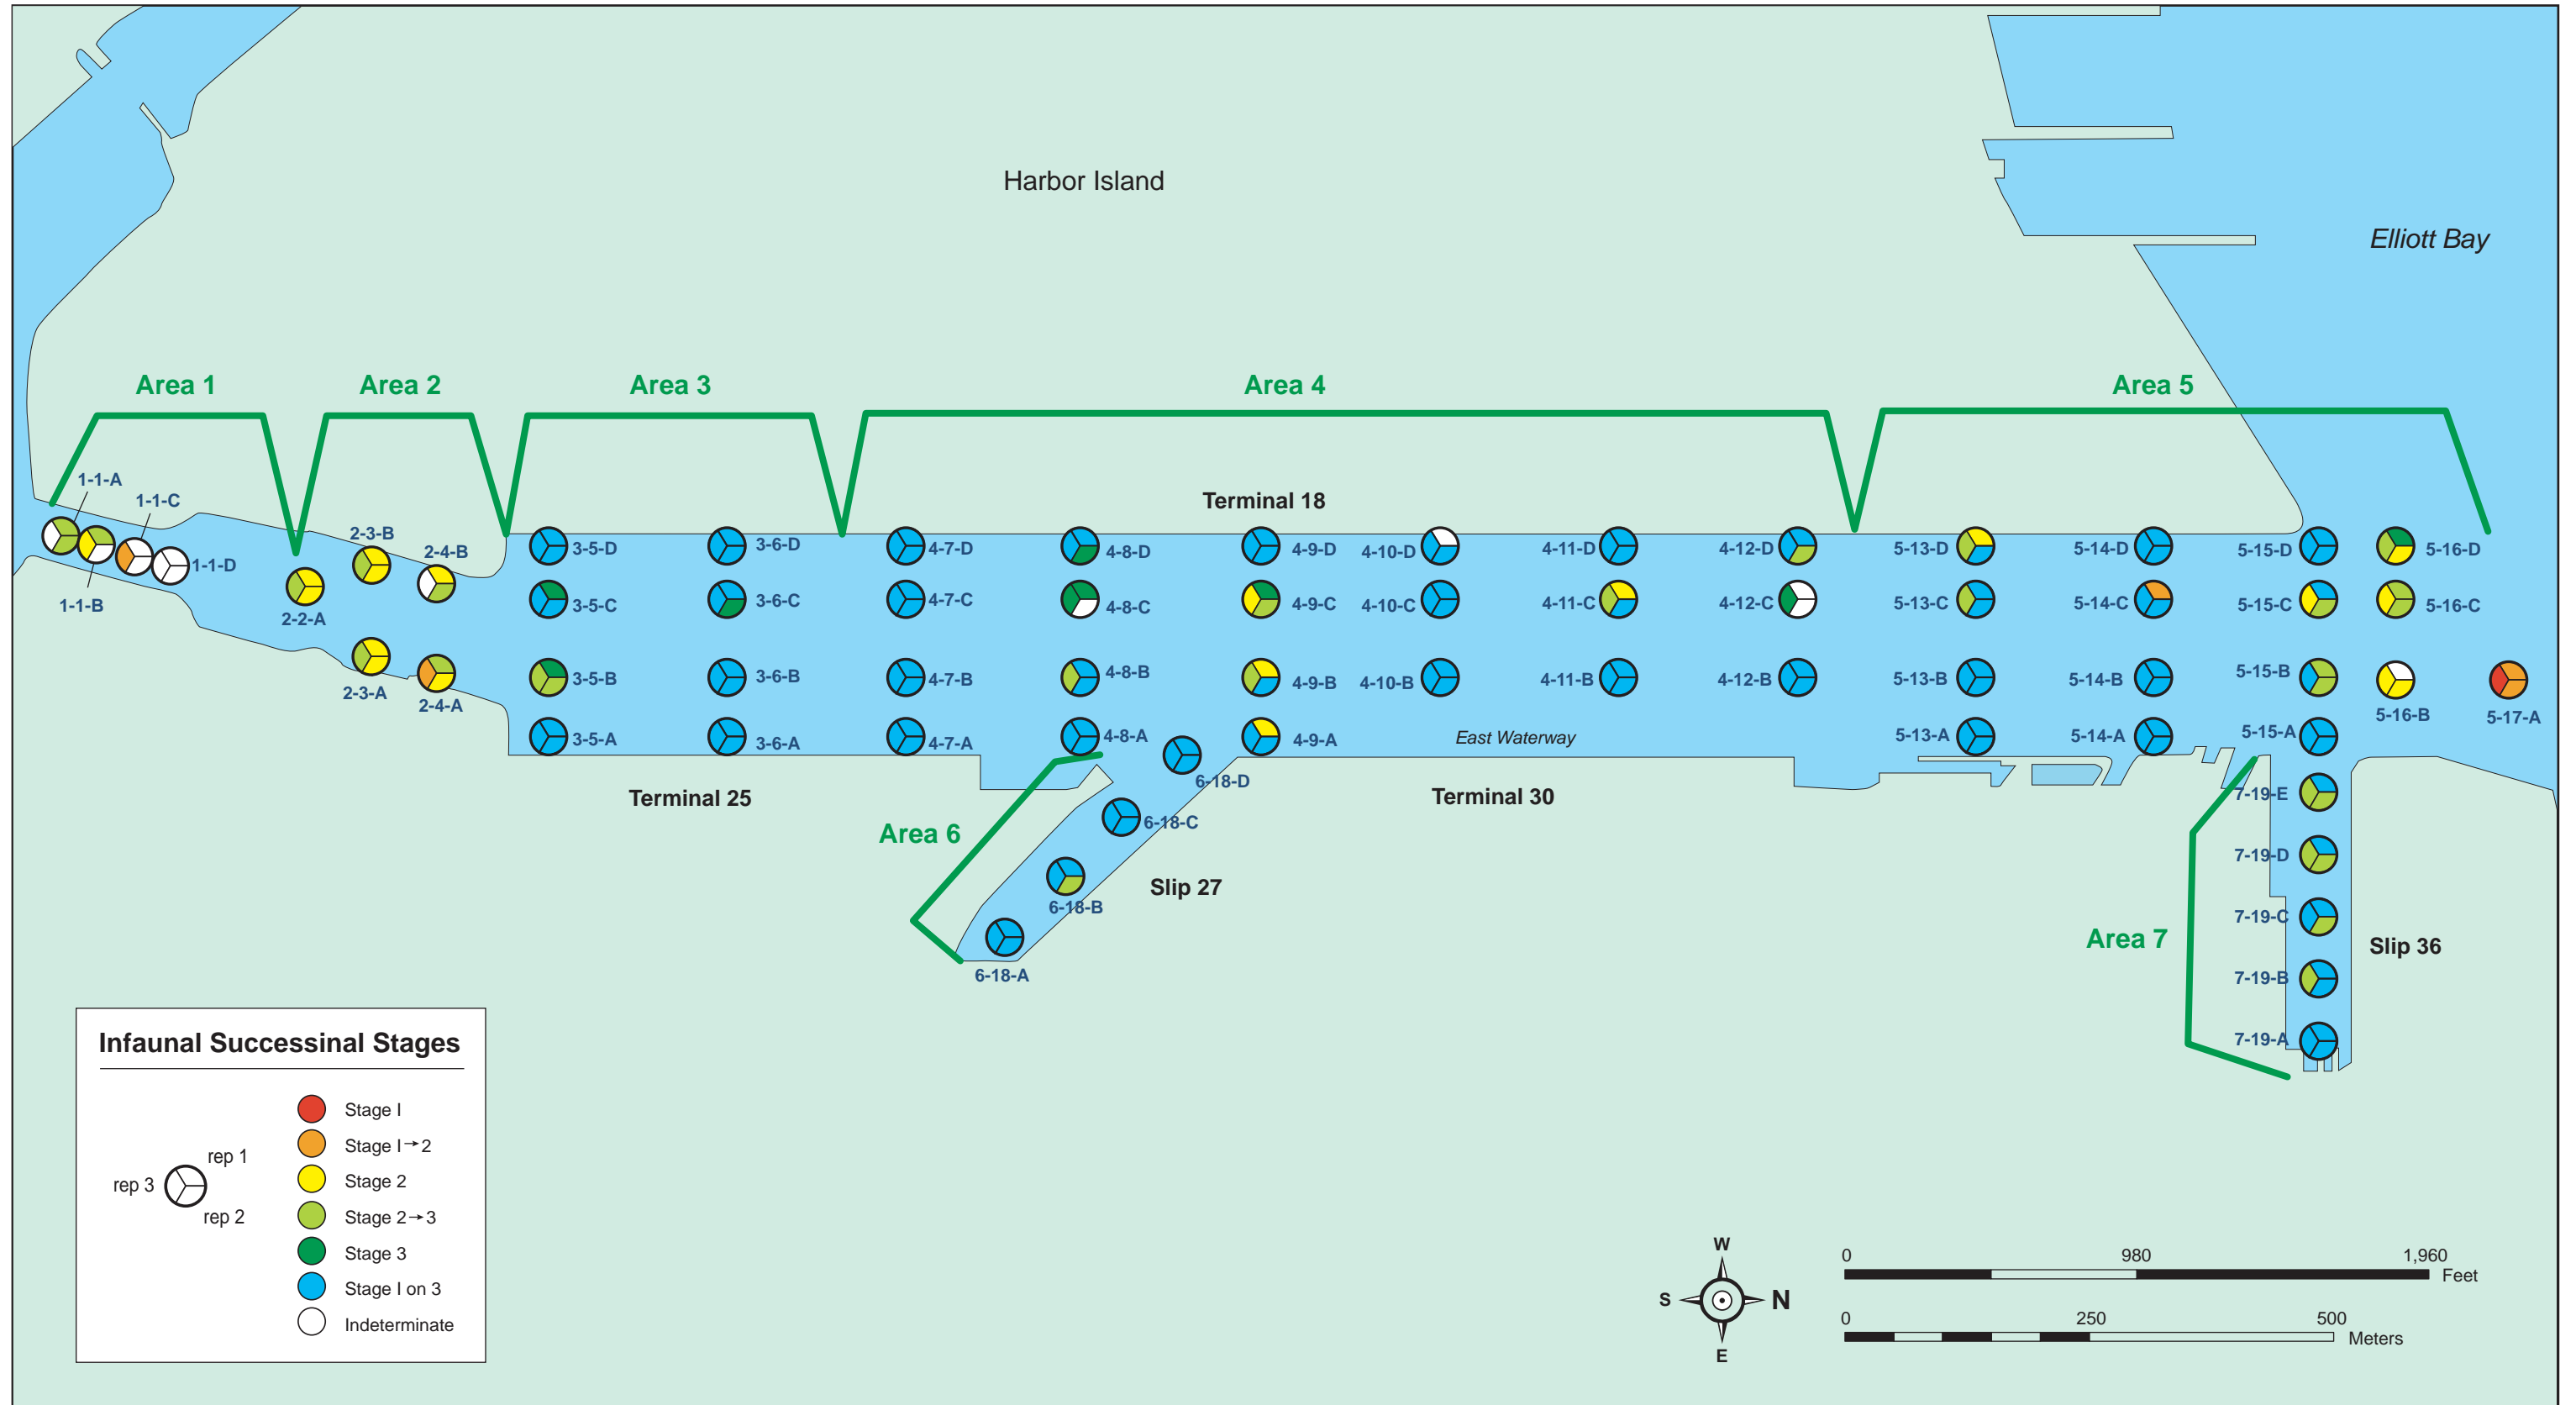 Harbor Island
Elliott Bay
Area 1
Area 2
Area 3
Area 4
Area 5
1-1-A
1-1-C
Terminal 18
2-3-B
2-4-B
1-1-D
1-1-B
2-2-A
2-3-A
2-4-A
3-5-D
3-6-D
4-7-D
4-8-D
4-9-D
4-10-D
4-11-D
4-12-D
5-13-D
5-14-D
5-15-D
5-16-D
3-5-C
3-6-C
4-7-C
4-8-C
4-9-C
4-10-C
4-11-C
4-12-C
5-13-C
5-14-C
5-15-C
5-16-C
3-5-B
3-6-B
4-7-B
4-8-B
4-9-B
4-10-B
4-11-B
4-12-B
5-13-B
5-14-B
5-15-B
5-16-B
5-17-A
3-5-A
3-6-A
4-7-A
4-8-A
4-9-A
East Waterway
5-13-A
5-14-A
5-15-A
6-18-D
Terminal 25
Terminal 30
7-19-E
Area 6
6-18-C
7-19-D
Slip 27
6-18-B
7-19-C
Area 7
Slip 36
6-18-A
7-19-B
7-19-A
Infaunal Successinal Stages
rep 1
rep 3
rep 2
Stage I
Stage I→2
Stage 2
Stage 2→3
Stage 3
Stage I on 3
Indeterminate
W
S
N
E
0 980 1,960
Feet
0 250 500
Meters